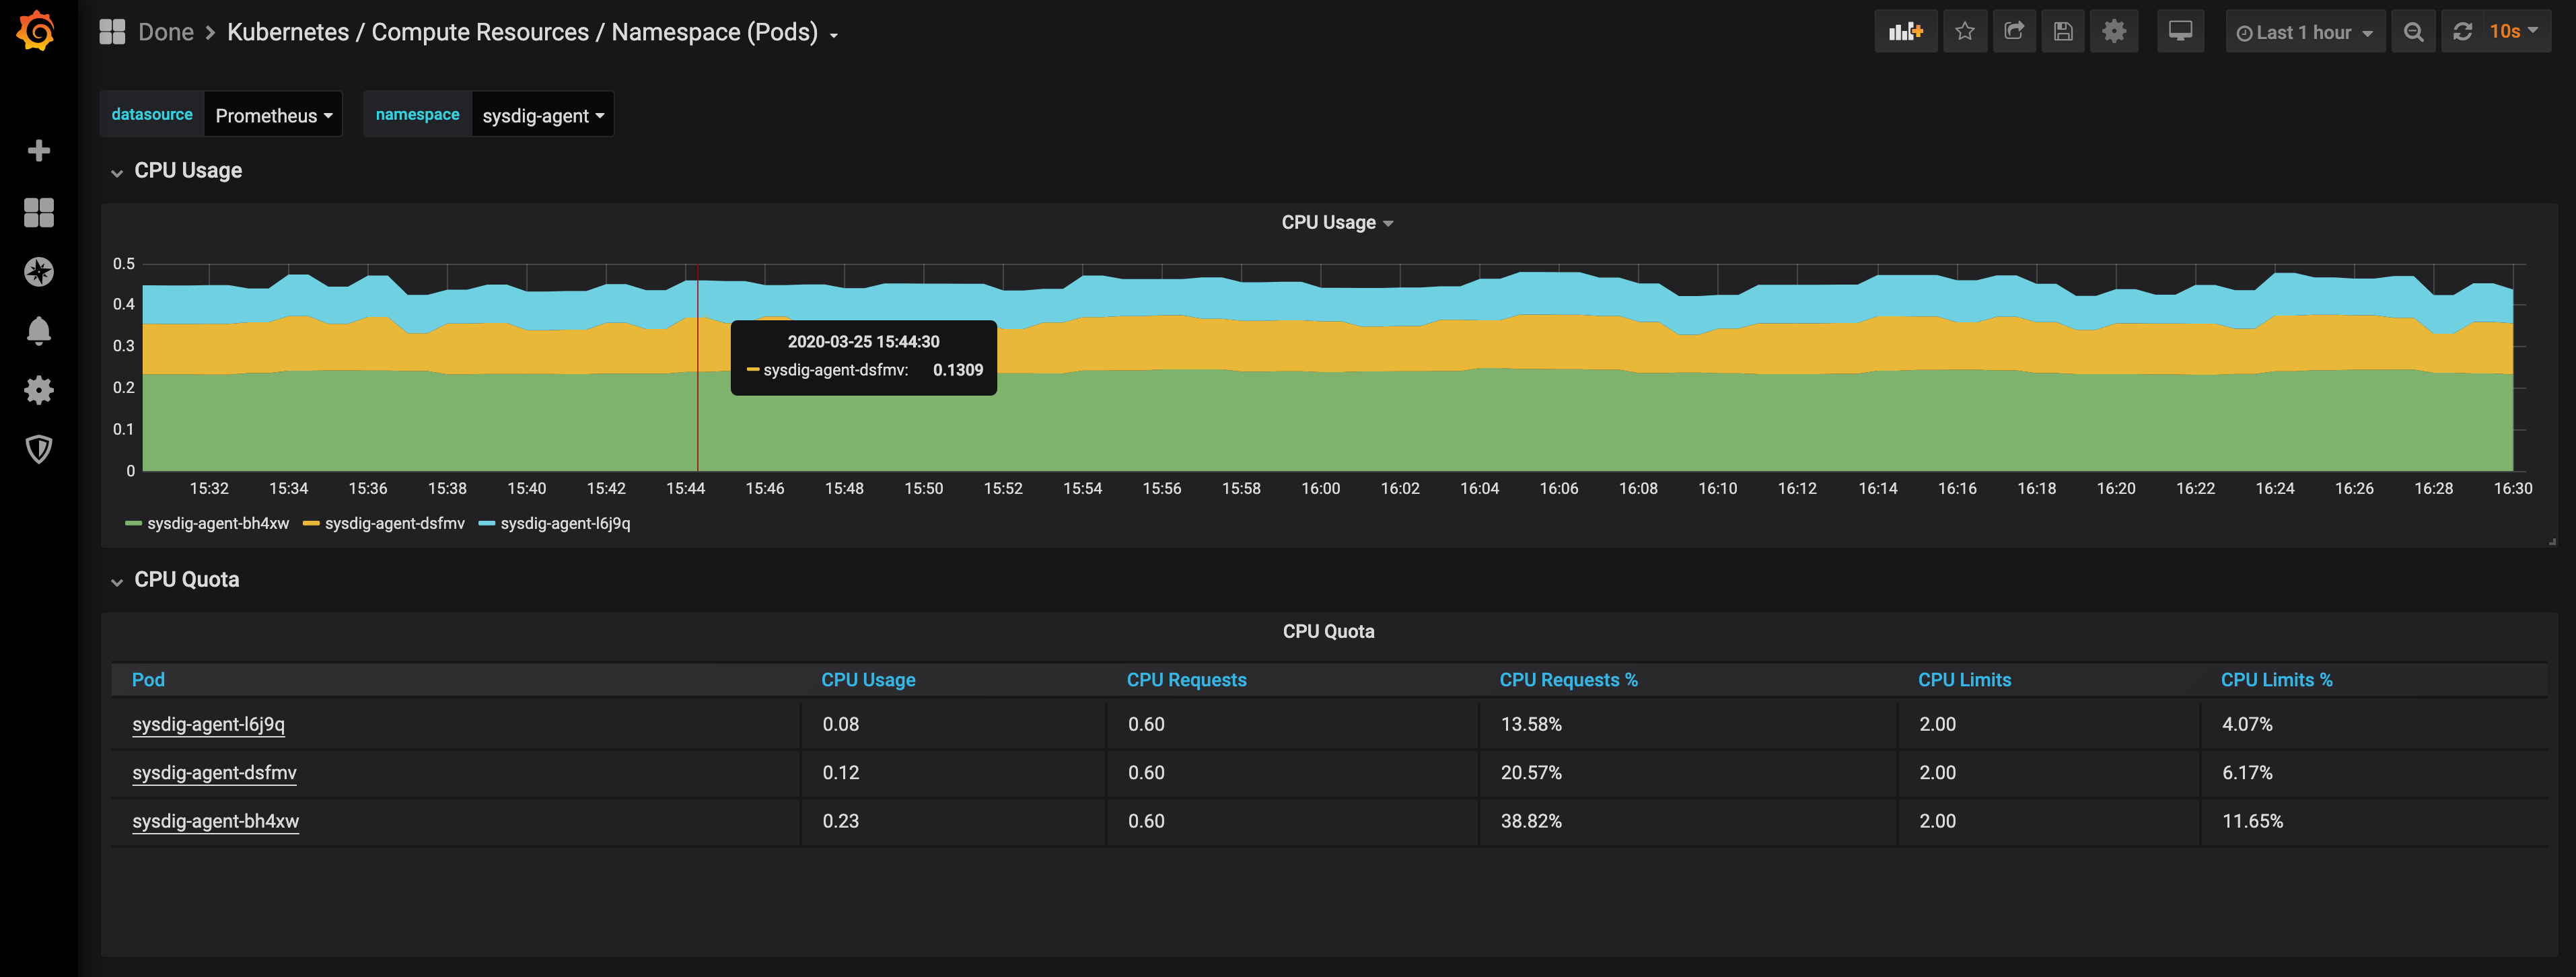 Done > Kubernetes / Compute Resources / Namespace (Pods)
Last 1 hour
10s
datasource Prometheus namespace sysdig-agent
CPU Usage
CPU Usage
0.5
0.4
0.3
0.2
0.1
0
2020-03-25 15:44:30
sysdig-agent-dsfmv: 0.1309
15:32 15:34 15:36 15:38 15:40 15:42 15:44 15:46 15:48 15:50 15:52 15:54 15:56 15:58 16:00 16:02 16:04 16:06 16:08 16:10 16:12 16:14 16:16 16:18 16:20 16:22 16:24 16:26 16:28 16:30
sysdig-agent-bh4xw sysdig-agent-dsfmv sysdig-agent-l6j9q
CPU Quota
CPU Quota
Pod CPU Usage CPU Requests CPU Requests % CPU Limits CPU Limits %
sysdig-agent-l6j9q 0.08 0.60 13.58% 2.00 4.07%
sysdig-agent-dsfmv 0.12 0.60 20.57% 2.00 6.17%
sysdig-agent-bh4xw 0.23 0.60 38.82% 2.00 11.65%